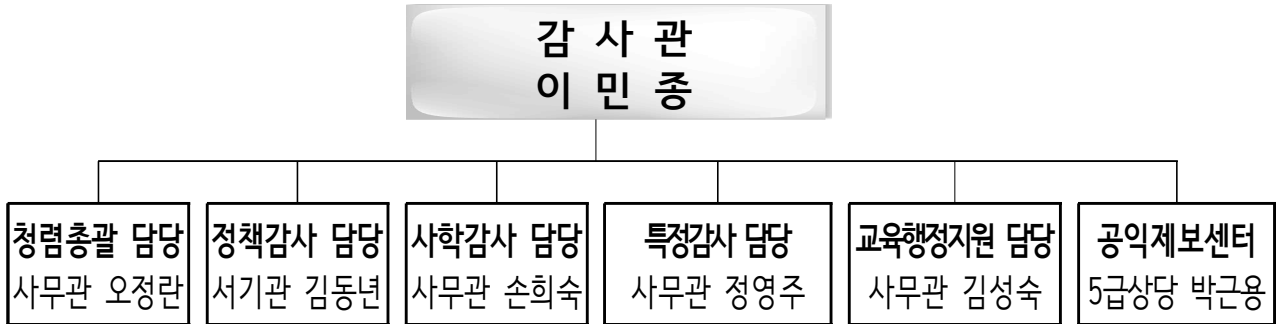 감 사 관
이 민 종
청렴총괄 담당
사무관 오정란
정책감사 담당
서기관 김동년
사학감사 담당
사무관 손희숙
특정감사 담당
사무관 정영주
교육행정지원 담당
사무관 김성숙
공익제보센터
5급상당 박근용